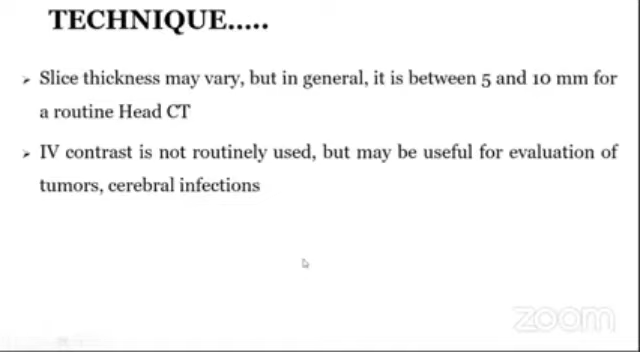 TECHNIQUE.....
➤ Slice thickness may vary, but in general, it is between 5 and 10 mm for
a routine Head CT
➤ IV contrast is not routinely used, but may be useful for evaluation of
tumors, cerebral infections
zoom